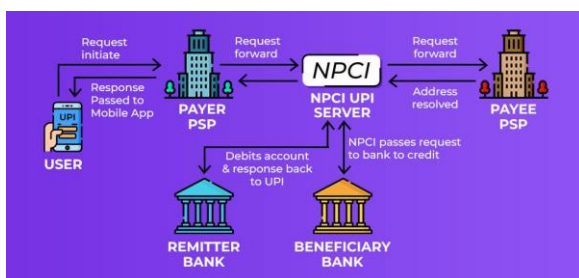 Request
initiate
Request
forward
Request
forward
NPCI
Response
Passed to
Mobile App
UPI
USER
PAYER
PSP
NPCI UPI
SERVER
Address
resolved
PAYEE
PSP
Debits account
& response back
to UPI
NPCI passes request
to bank to credit
REMITTER
BANK
BENEFICIARY
BANK